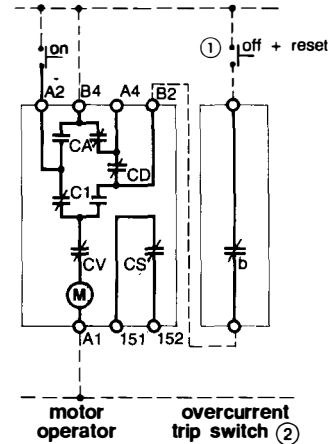 on
① off + reset
A2 B4 A4 B2
CA
CD
C1
CV CS b
M
A1 151 152
motor operator
overcurrent trip switch ②